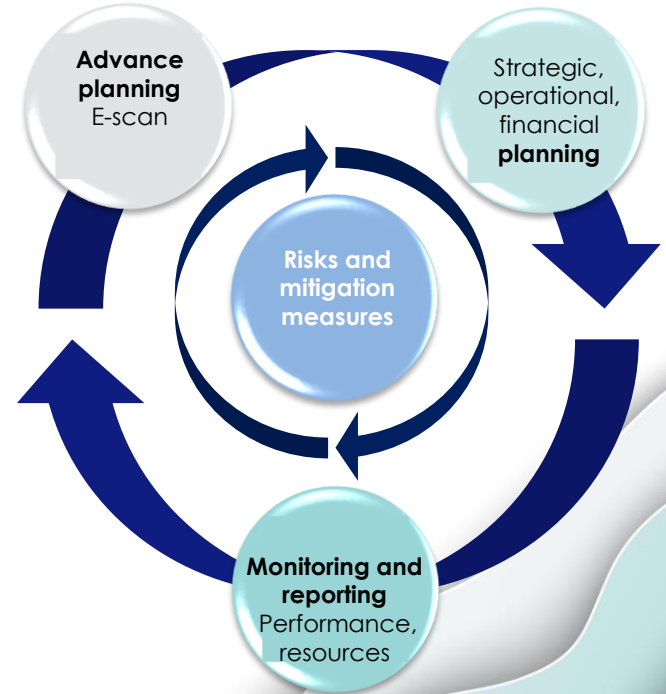 Advance
planning
E-scan
Strategic,
operational,
financial
planning
Risks and
mitigation
measures
Monitoring and
reporting
Performance,
resources